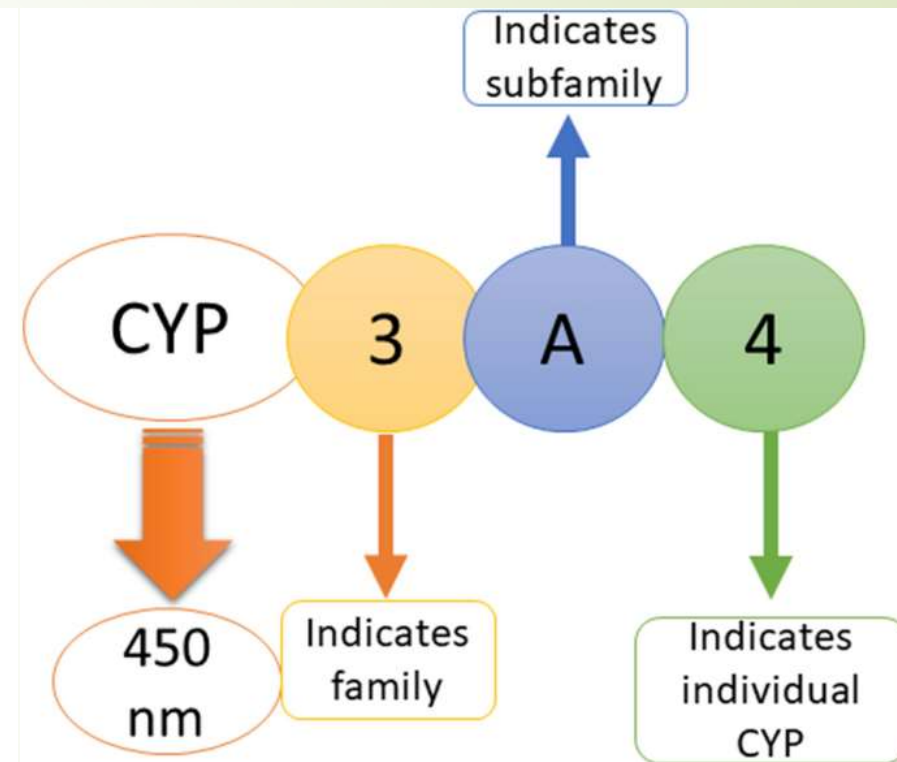 Indicates
subfamily
CYP
3
A
4
450
nm
Indicates
family
Indicates
individual
CYP